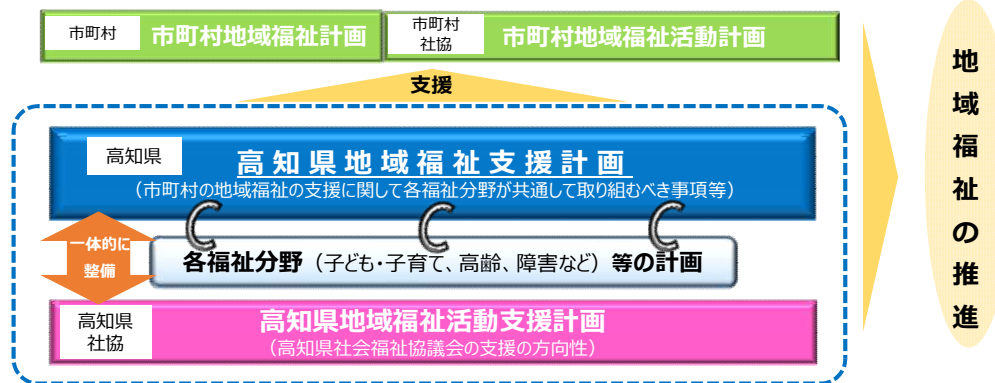 市町村
市町村地域福祉計画
市町村
社協
市町村地域福祉活動計画
支援
高知県
高知県地域福祉支援計画
（市町村の地域福祉の支援に関して各福祉分野が共通して取り組むべき事項等）
一体的に
整備
各福祉分野（子ども・子育て、高齢、障害など）等の計画
高知県
社協
高知県地域福祉活動支援計画
（高知県社会福祉協議会の支援の方向性）
地域福祉の推進